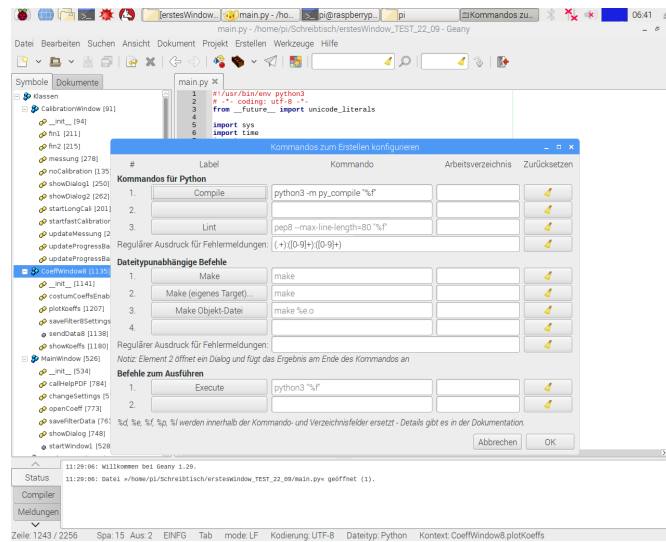 [erstesWindow...
main.py - /ho...
pi@raspberryp...
pi
Kommandos zu...
06:41
main.py - /home/pi/Schreibtisch/erstesWindow_TEST_22_09 - Geany
Datei Bearbeiten Suchen Ansicht Dokument Projekt Erstellen Werkzeuge Hilfe
Symbole Dokumente
main.py
Klassen
CalibrationWindow [91]
__init__ [94]
fin1 [211]
fin2 [215]
messung [278]
noCalibration [135]
showDialog1 [250]
showDialog2 [262]
startLongCali [201]
startfastCalibration
updateMessung [2
updateProgressBa
updateProgressBa
CoeffWindow8 [1135]
__init__ [1141]
costumCoeffsEnab
plotKoeffs [1207]
saveFilter8Settings
sendData8 [1138]
showKoeffs [1180]
MainWindow [526]
__init__ [534]
callHelpPDF [784]
changeSettings [5
openCoeff [773]
saveFilterData [76
showDialog [748]
startWindow1 [528
1 #!/usr/bin/env python3
2 # -*- coding: utf-8 -*-
3 from __future__ import unicode_literals
4
5 import sys
6 import time
Kommandos zum Erstellen konfigurieren
# Label Kommando Arbeitsverzeichnis Zurücksetzen
Kommandos für Python
1. Compile python3 -m py_compile "%f"
2.
3. Lint pep8 --max-line-length=80 "%f"
Regulärer Ausdruck für Fehlermeldungen: (.+):([0-9]+):([0-9]+)
Dateitypunabhängige Befehle
1. Make make
2. Make (eigenes Target)... make
3. Make Objekt-Datei make %e.o
4.
Regulärer Ausdruck für Fehlermeldungen:
Notiz: Element 2 öffnet ein Dialog und fügt das Ergebnis am Ende des Kommandos an
Befehle zum Ausführen
1. Execute python3 "%f"
2.
%d, %e, %f, %p, %l werden innerhalb der Kommando- und Verzeichnisfelder ersetzt - Details gibt es in der Dokumentation.
Abbrechen OK
Status
Compiler
Meldungen
11:29:06: Willkommen bei Geany 1.29.
11:29:06: Datei »/home/pi/Schreibtisch/erstesWindow_TEST_22_09/main.py« geöffnet (1).
Zeile: 1243 / 2256 Spa: 15 Aus: 2 EINFG Tab mode: LF Kodierung: UTF-8 Dateityp: Python Kontext: CoeffWindow8.plotKoeffs